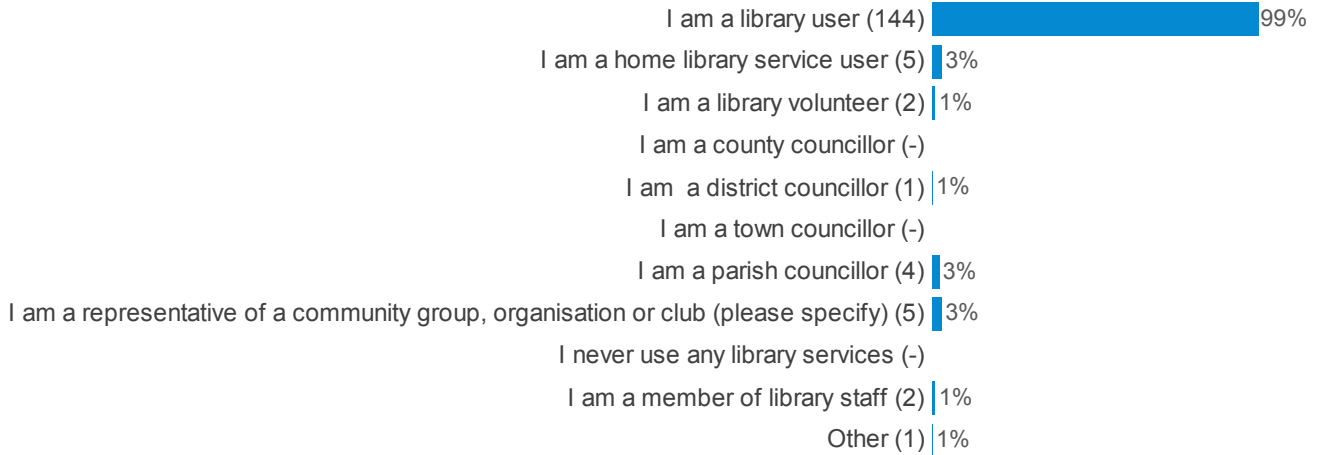 I am a library user (144) 99%
I am a home library service user (5) 3%
I am a library volunteer (2) 1%
I am a county councillor (-)
I am  a district councillor (1) 1%
I am a town councillor (-)
I am a parish councillor (4) 3%
I am a representative of a community group, organisation or club (please specify) (5) 3%
I never use any library services (-)
I am a member of library staff (2) 1%
Other (1) 1%